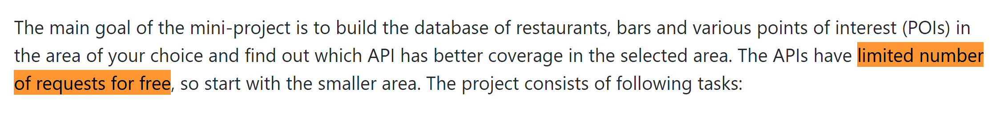 The main goal of the mini-project is to build the database of restaurants, bars and various points of interest (POIs) in
the area of your choice and find out which API has better coverage in the selected area. The APIs have limited number
of requests for free, so start with the smaller area. The project consists of following tasks: